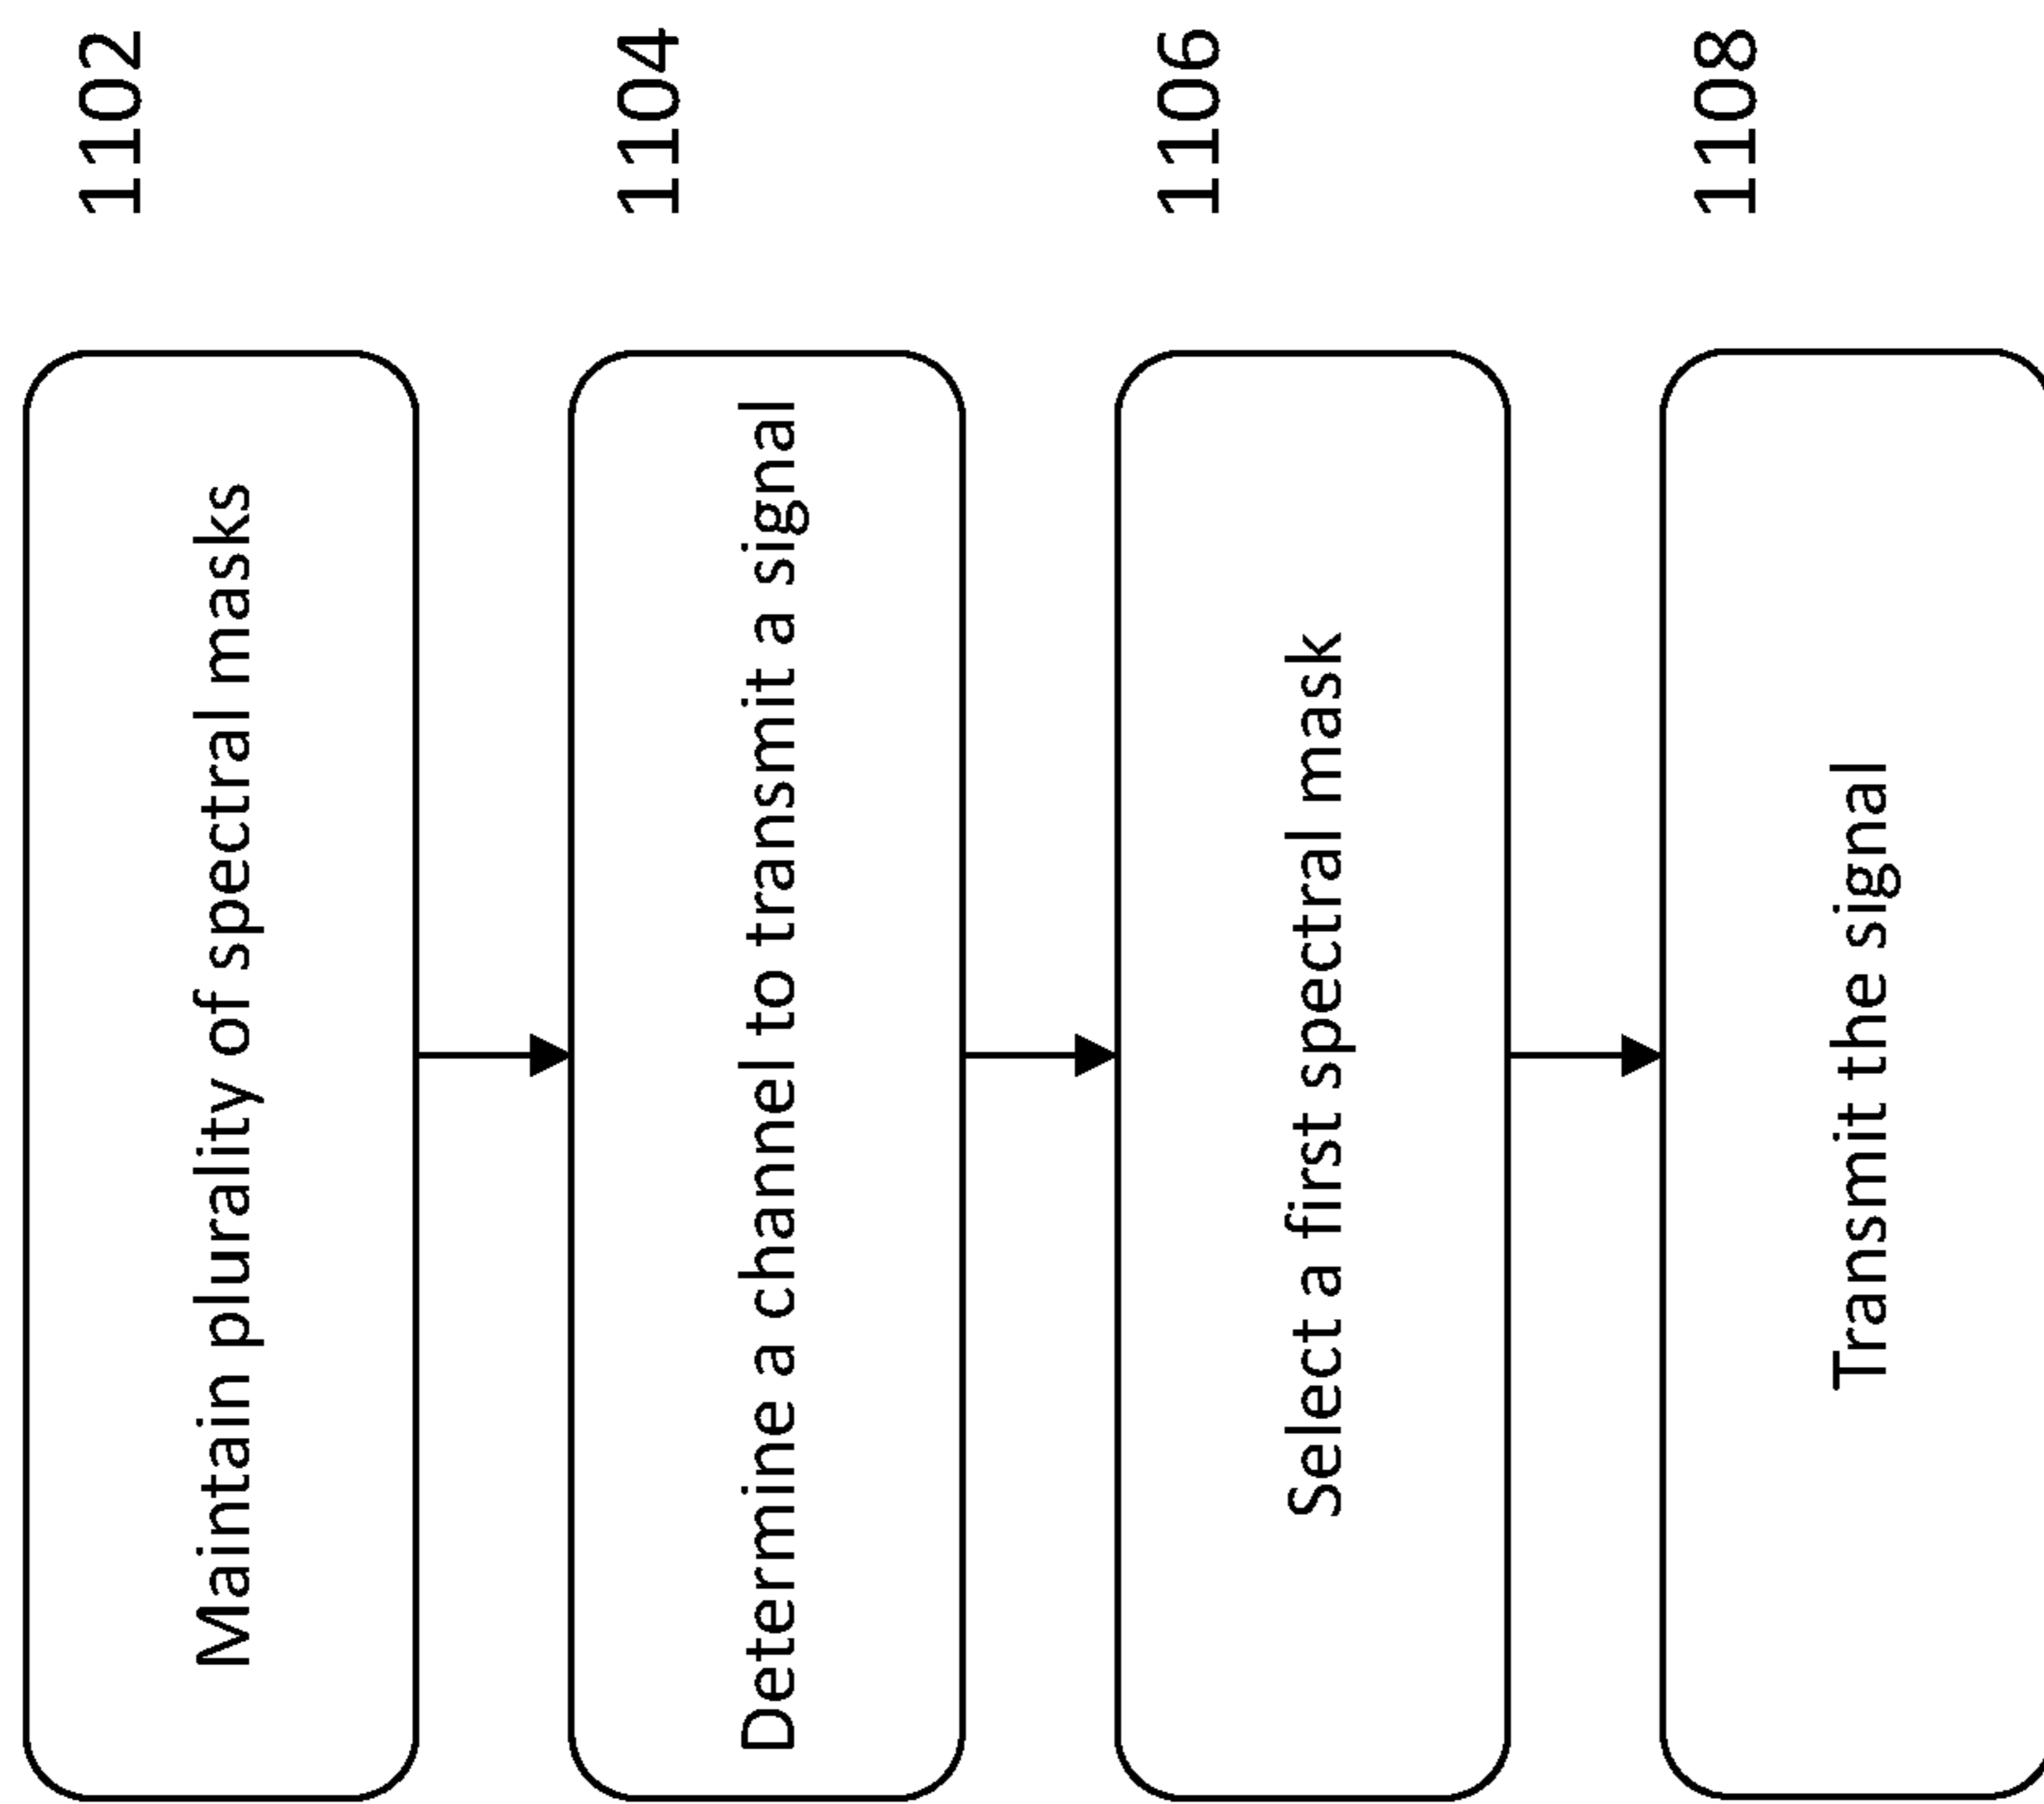 Maintain plurality of spectral masks
1102
Determine a channel to transmit a signal
1104
Select a first spectral mask
1106
Transmit the signal
1108